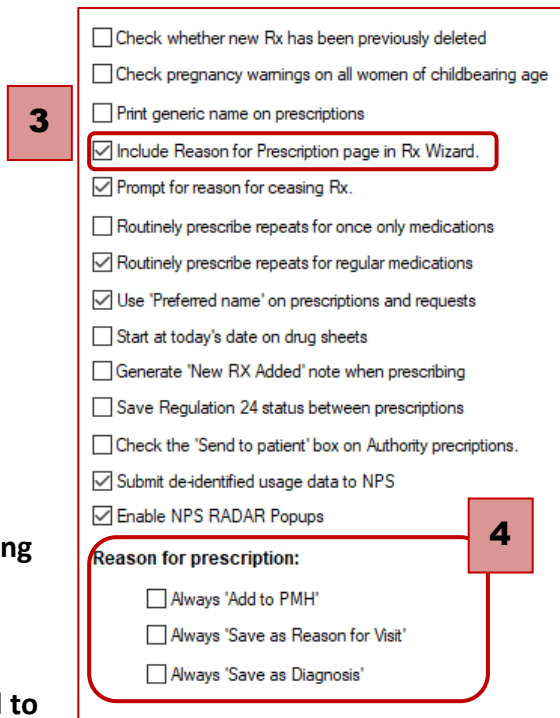 Check whether new Rx has been previously deleted
Check pregnancy warnings on all women of childbearing age
3
Print generic name on prescriptions
Include Reason for Prescription page in Rx Wizard.
Prompt for reason for ceasing Rx.
Routinely prescribe repeats for once only medications
Routinely prescribe repeats for regular medications
Use 'Preferred name' on prescriptions and requests
Start at today's date on drug sheets
Generate 'New RX Added' note when prescribing
Save Regulation 24 status between prescriptions
Check the 'Send to patient' box on Authority precriptions.
Submit de-identified usage data to NPS
Enable NPS RADAR Popups
4
ng
Reason for prescription:
Always 'Add to PMH'
Always 'Save as Reason for Visit'
Always 'Save as Diagnosis'
to